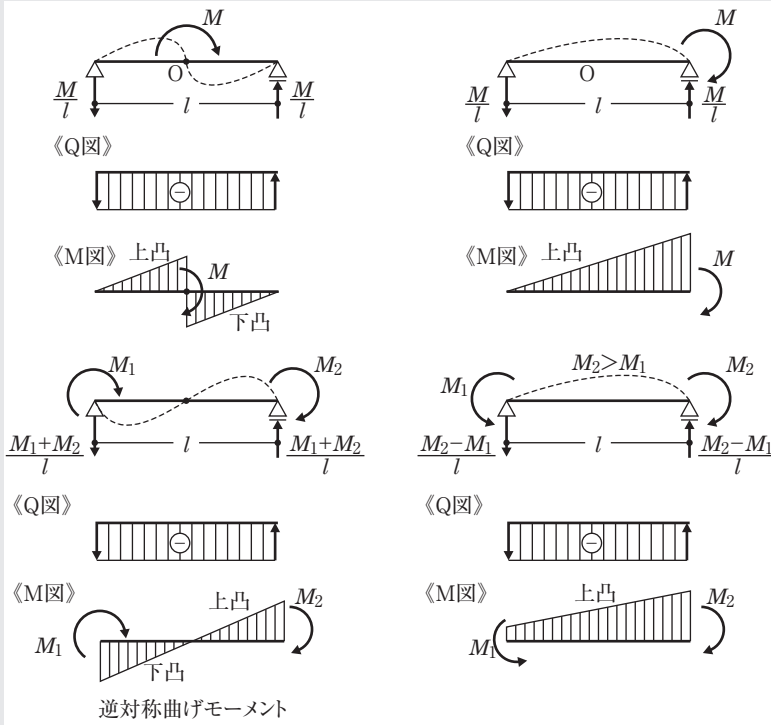 M
O
M/l
l
M/l
《Q図》
−
《M図》
上凸
M
下凸
M
O
M/l
l
M/l
《Q図》
−
《M図》
上凸
M
M₁
M₂
M₁+M₂/l
l
M₁+M₂/l
《Q図》
−
《M図》
上凸
M₂
M₁
下凸
逆対称曲げモーメント
M₂>M₁
M₂
M₁
M₂−M₁/l
l
M₂−M₁/l
《Q図》
−
《M図》
上凸
M₂
M₁